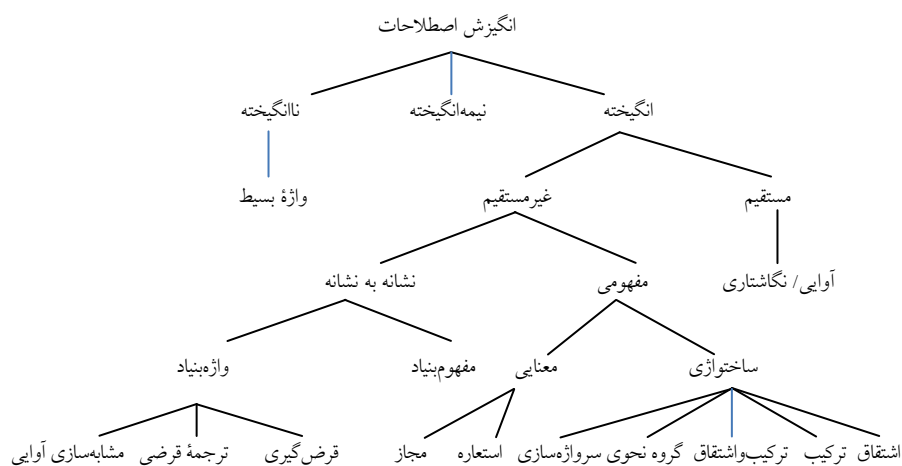 انگیزش اصطلاحات
انگیخته نیمه‌انگیخته ناانگیخته
مستقیم غیرمستقیم واژهٔ بسیط
آوایی/ نگاشتاری مفهومی نشانه به نشانه
ساختواژی معنایی مفهوم‌بنیاد واژه‌بنیاد
اشتقاق ترکیب ترکیب‌واشتقاق گروه نحوی سرواژه‌سازی استعاره مجاز قرض‌گیری ترجمهٔ قرضی مشابه‌سازی آوایی